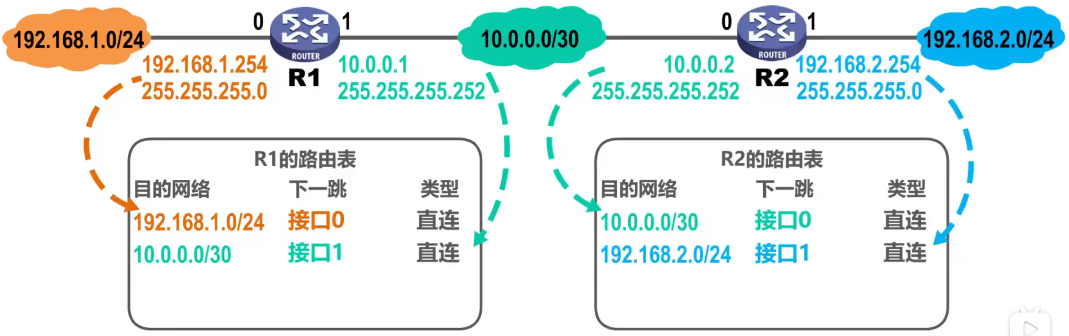 0 1 0 1
192.168.1.0/24 ROUTER 10.0.0.0/30 ROUTER 192.168.2.0/24
192.168.1.254 R1 10.0.0.1 10.0.0.2 R2 192.168.2.254
255.255.255.0 255.255.255.252 255.255.255.252 255.255.255.0
R1的路由表
目的网络 下一跳 类型
192.168.1.0/24 接口0 直连
10.0.0.0/30 接口1 直连
R2的路由表
目的网络 下一跳 类型
10.0.0.0/30 接口0 直连
192.168.2.0/24 接口1 直连